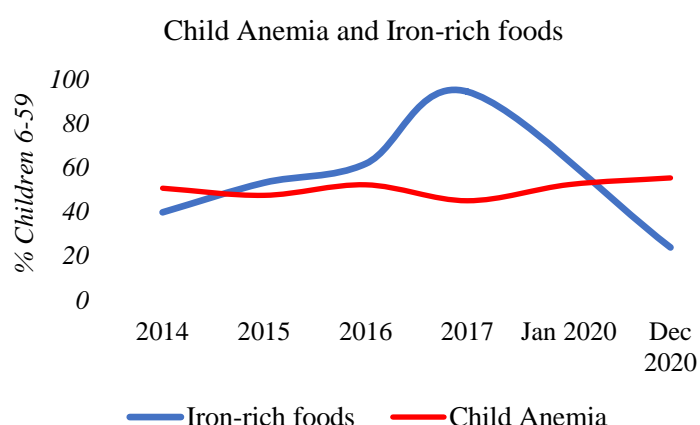 Child Anemia and Iron-rich foods
% Children 6-59
100
80
60
40
20
0
2014 2015 2016 2017 Jan 2020 Dec
2020
Iron-rich foods Child Anemia